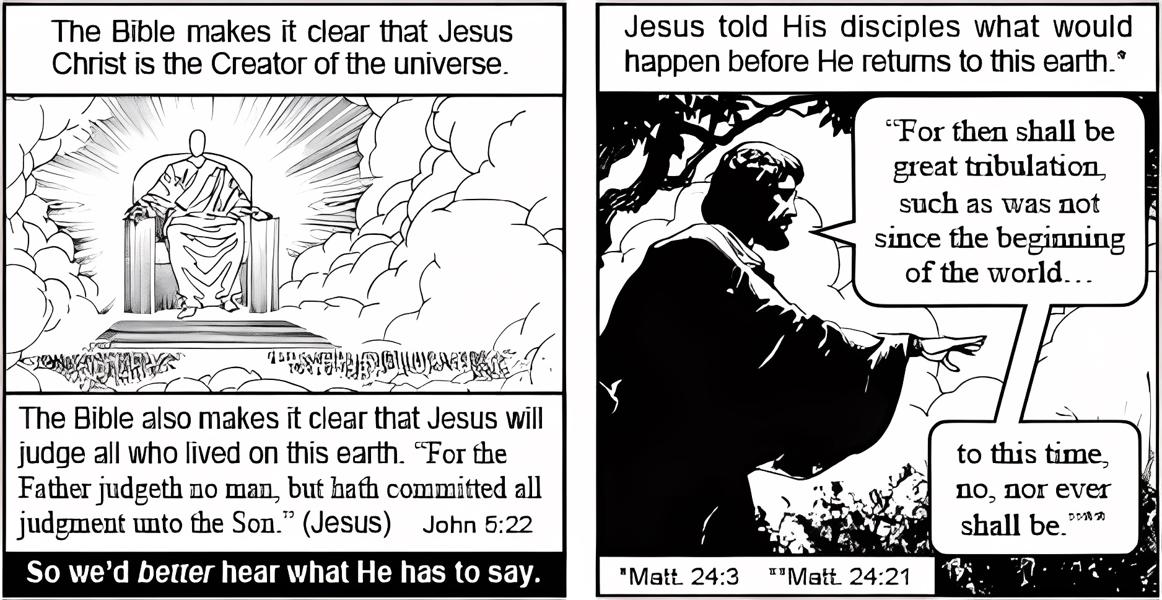 The Bible makes it clear that Jesus
Christ is the Creator of the universe.
The Bible also makes it clear that Jesus will
judge all who lived on this earth. “For the
Father judgeth no man, but hath committed all
judgment unto the Son.” (Jesus) John 5:22
So we’d better hear what He has to say.
Jesus told His disciples what would
happen before He returns to this earth.*
“For then shall be
great tribulation,
such as was not
since the beginning
of the world...
to this time,
no, nor ever
shall be.”**
*Matt. 24:3 **Matt. 24:21